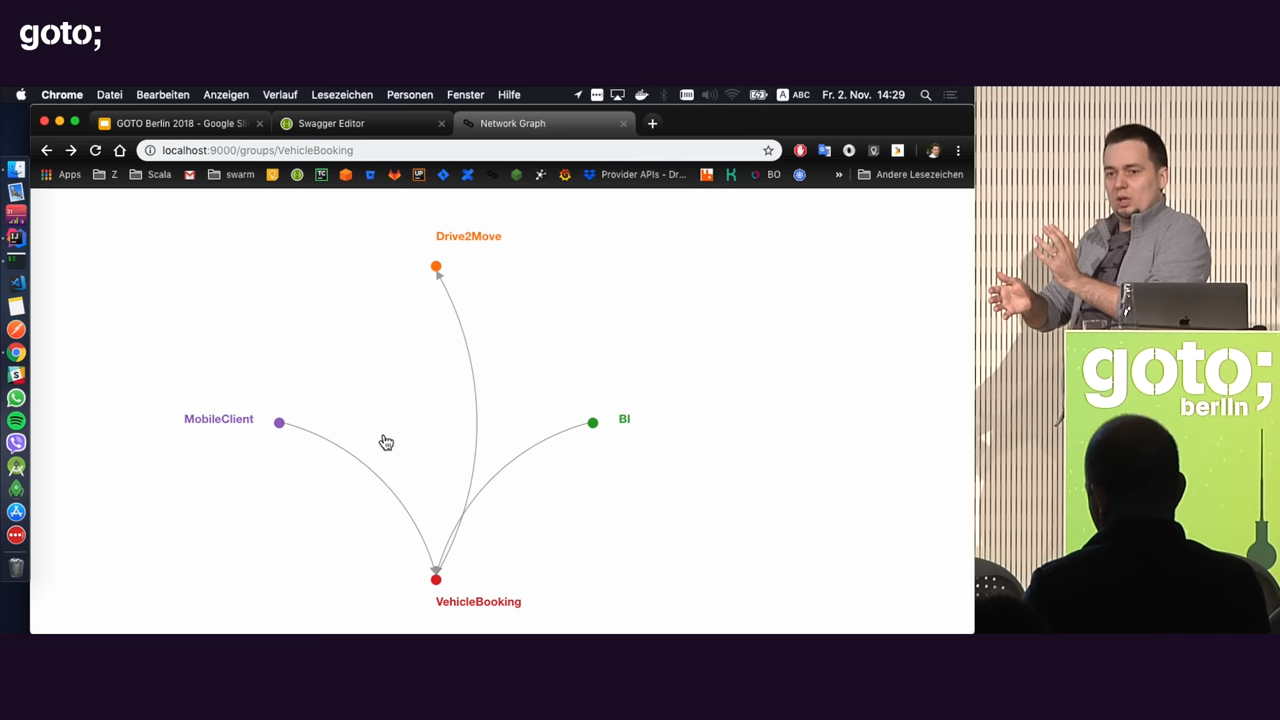 goto;
Chrome Datei Bearbeiten Anzeigen Verlauf Lesezeichen Personen Fenster Hilfe ABC Fr. 2. Nov. 14:29
GOTO Berlin 2018 - Google Sli
Swagger Editor
Network Graph
localhost:9000/groups/VehicleBooking
Apps Z Scala swarm Provider APIs - Dr... BO » Andere Lesezeichen
Drive2Move
MobileClient
BI
VehicleBooking
goto;
berlin